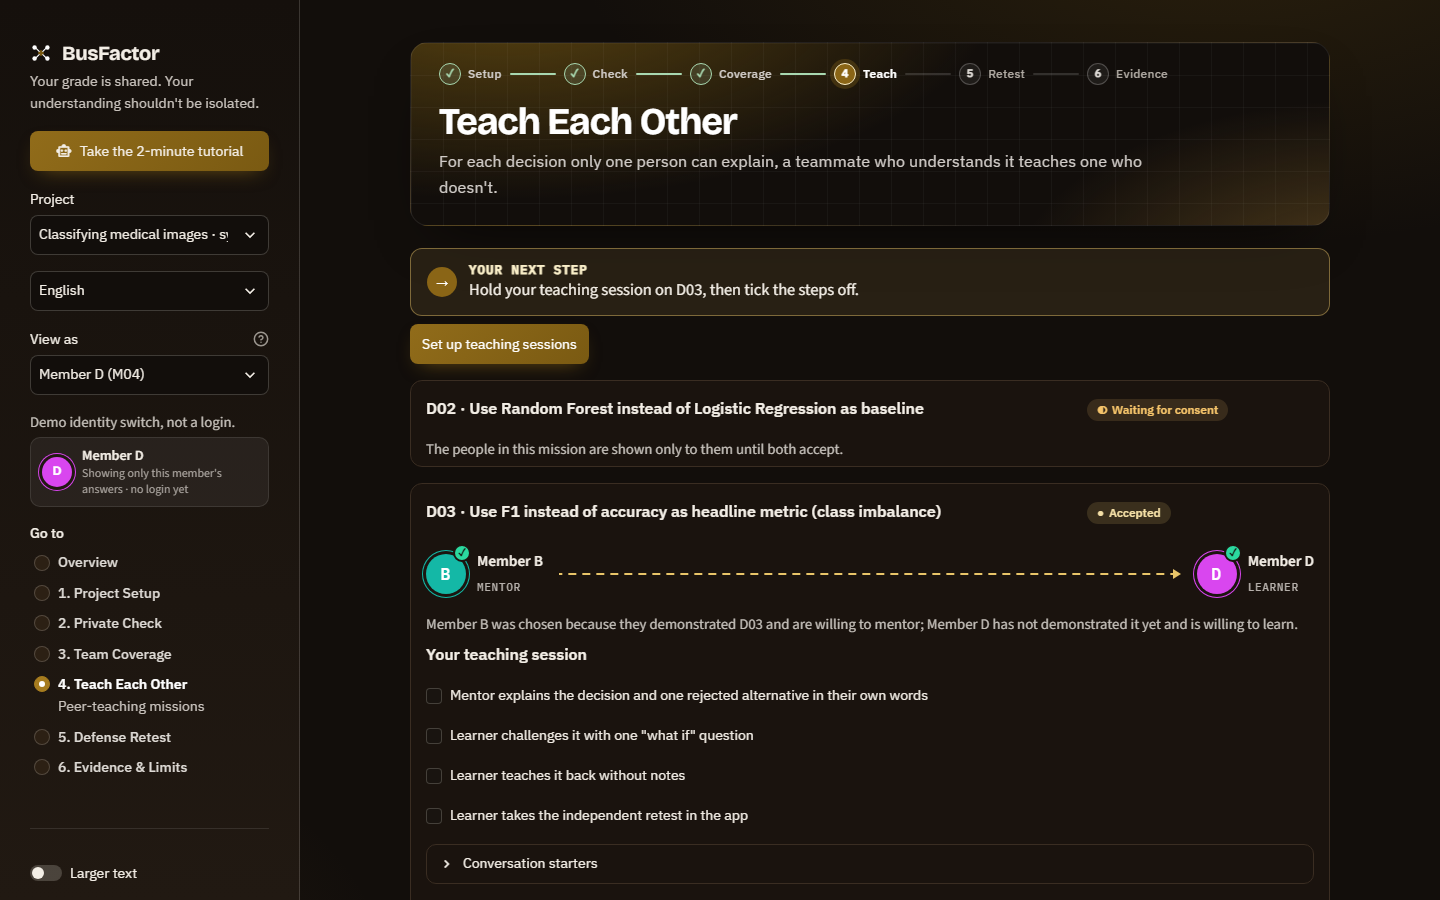 BusFactor
Your grade is shared. Your
understanding shouldn't be isolated.
Take the 2-minute tutorial
Project
Classifying medical images ·
English
View as
Member D (M04)
Demo identity switch, not a login.
D
Member D
Showing only this member's
answers · no login yet
Go to
Overview
1. Project Setup
2. Private Check
3. Team Coverage
4. Teach Each Other
Peer-teaching missions
5. Defense Retest
6. Evidence & Limits
Larger text
✓ Setup ✓ Check ✓ Coverage 4 Teach 5 Retest 6 Evidence
Teach Each Other
For each decision only one person can explain, a teammate who understands it teaches one who
doesn't.
YOUR NEXT STEP
Hold your teaching session on D03, then tick the steps off.
Set up teaching sessions
D02 · Use Random Forest instead of Logistic Regression as baseline
Waiting for consent
The people in this mission are shown only to them until both accept.
D03 · Use F1 instead of accuracy as headline metric (class imbalance)
Accepted
B
Member B
MENTOR
D
Member D
LEARNER
Member B was chosen because they demonstrated D03 and are willing to mentor; Member D has not demonstrated it yet and is willing to learn.
Your teaching session
Mentor explains the decision and one rejected alternative in their own words
Learner challenges it with one "what if" question
Learner teaches it back without notes
Learner takes the independent retest in the app
Conversation starters